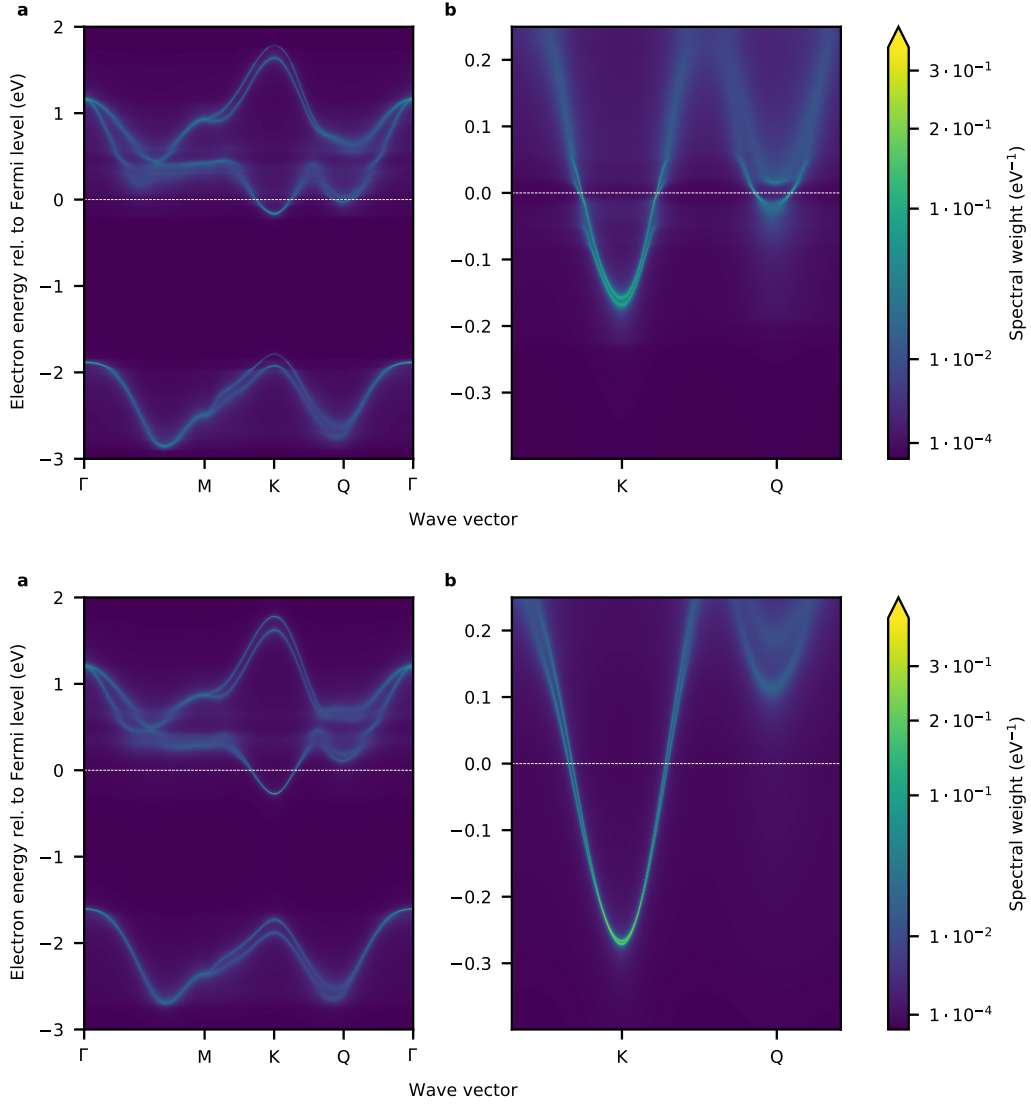 a
b
Electron energy rel. to Fermi level (eV)
2
1
0
−1
−2
−3
Γ
M
K
Q
Γ
0.2
0.1
0.0
−0.1
−0.2
−0.3
K
Q
Wave vector
3 · 10⁻¹
2 · 10⁻¹
1 · 10⁻¹
1 · 10⁻²
1 · 10⁻⁴
Spectral weight (eV⁻¹)
a
b
Electron energy rel. to Fermi level (eV)
2
1
0
−1
−2
−3
Γ
M
K
Q
Γ
0.2
0.1
0.0
−0.1
−0.2
−0.3
K
Q
Wave vector
3 · 10⁻¹
2 · 10⁻¹
1 · 10⁻¹
1 · 10⁻²
1 · 10⁻⁴
Spectral weight (eV⁻¹)